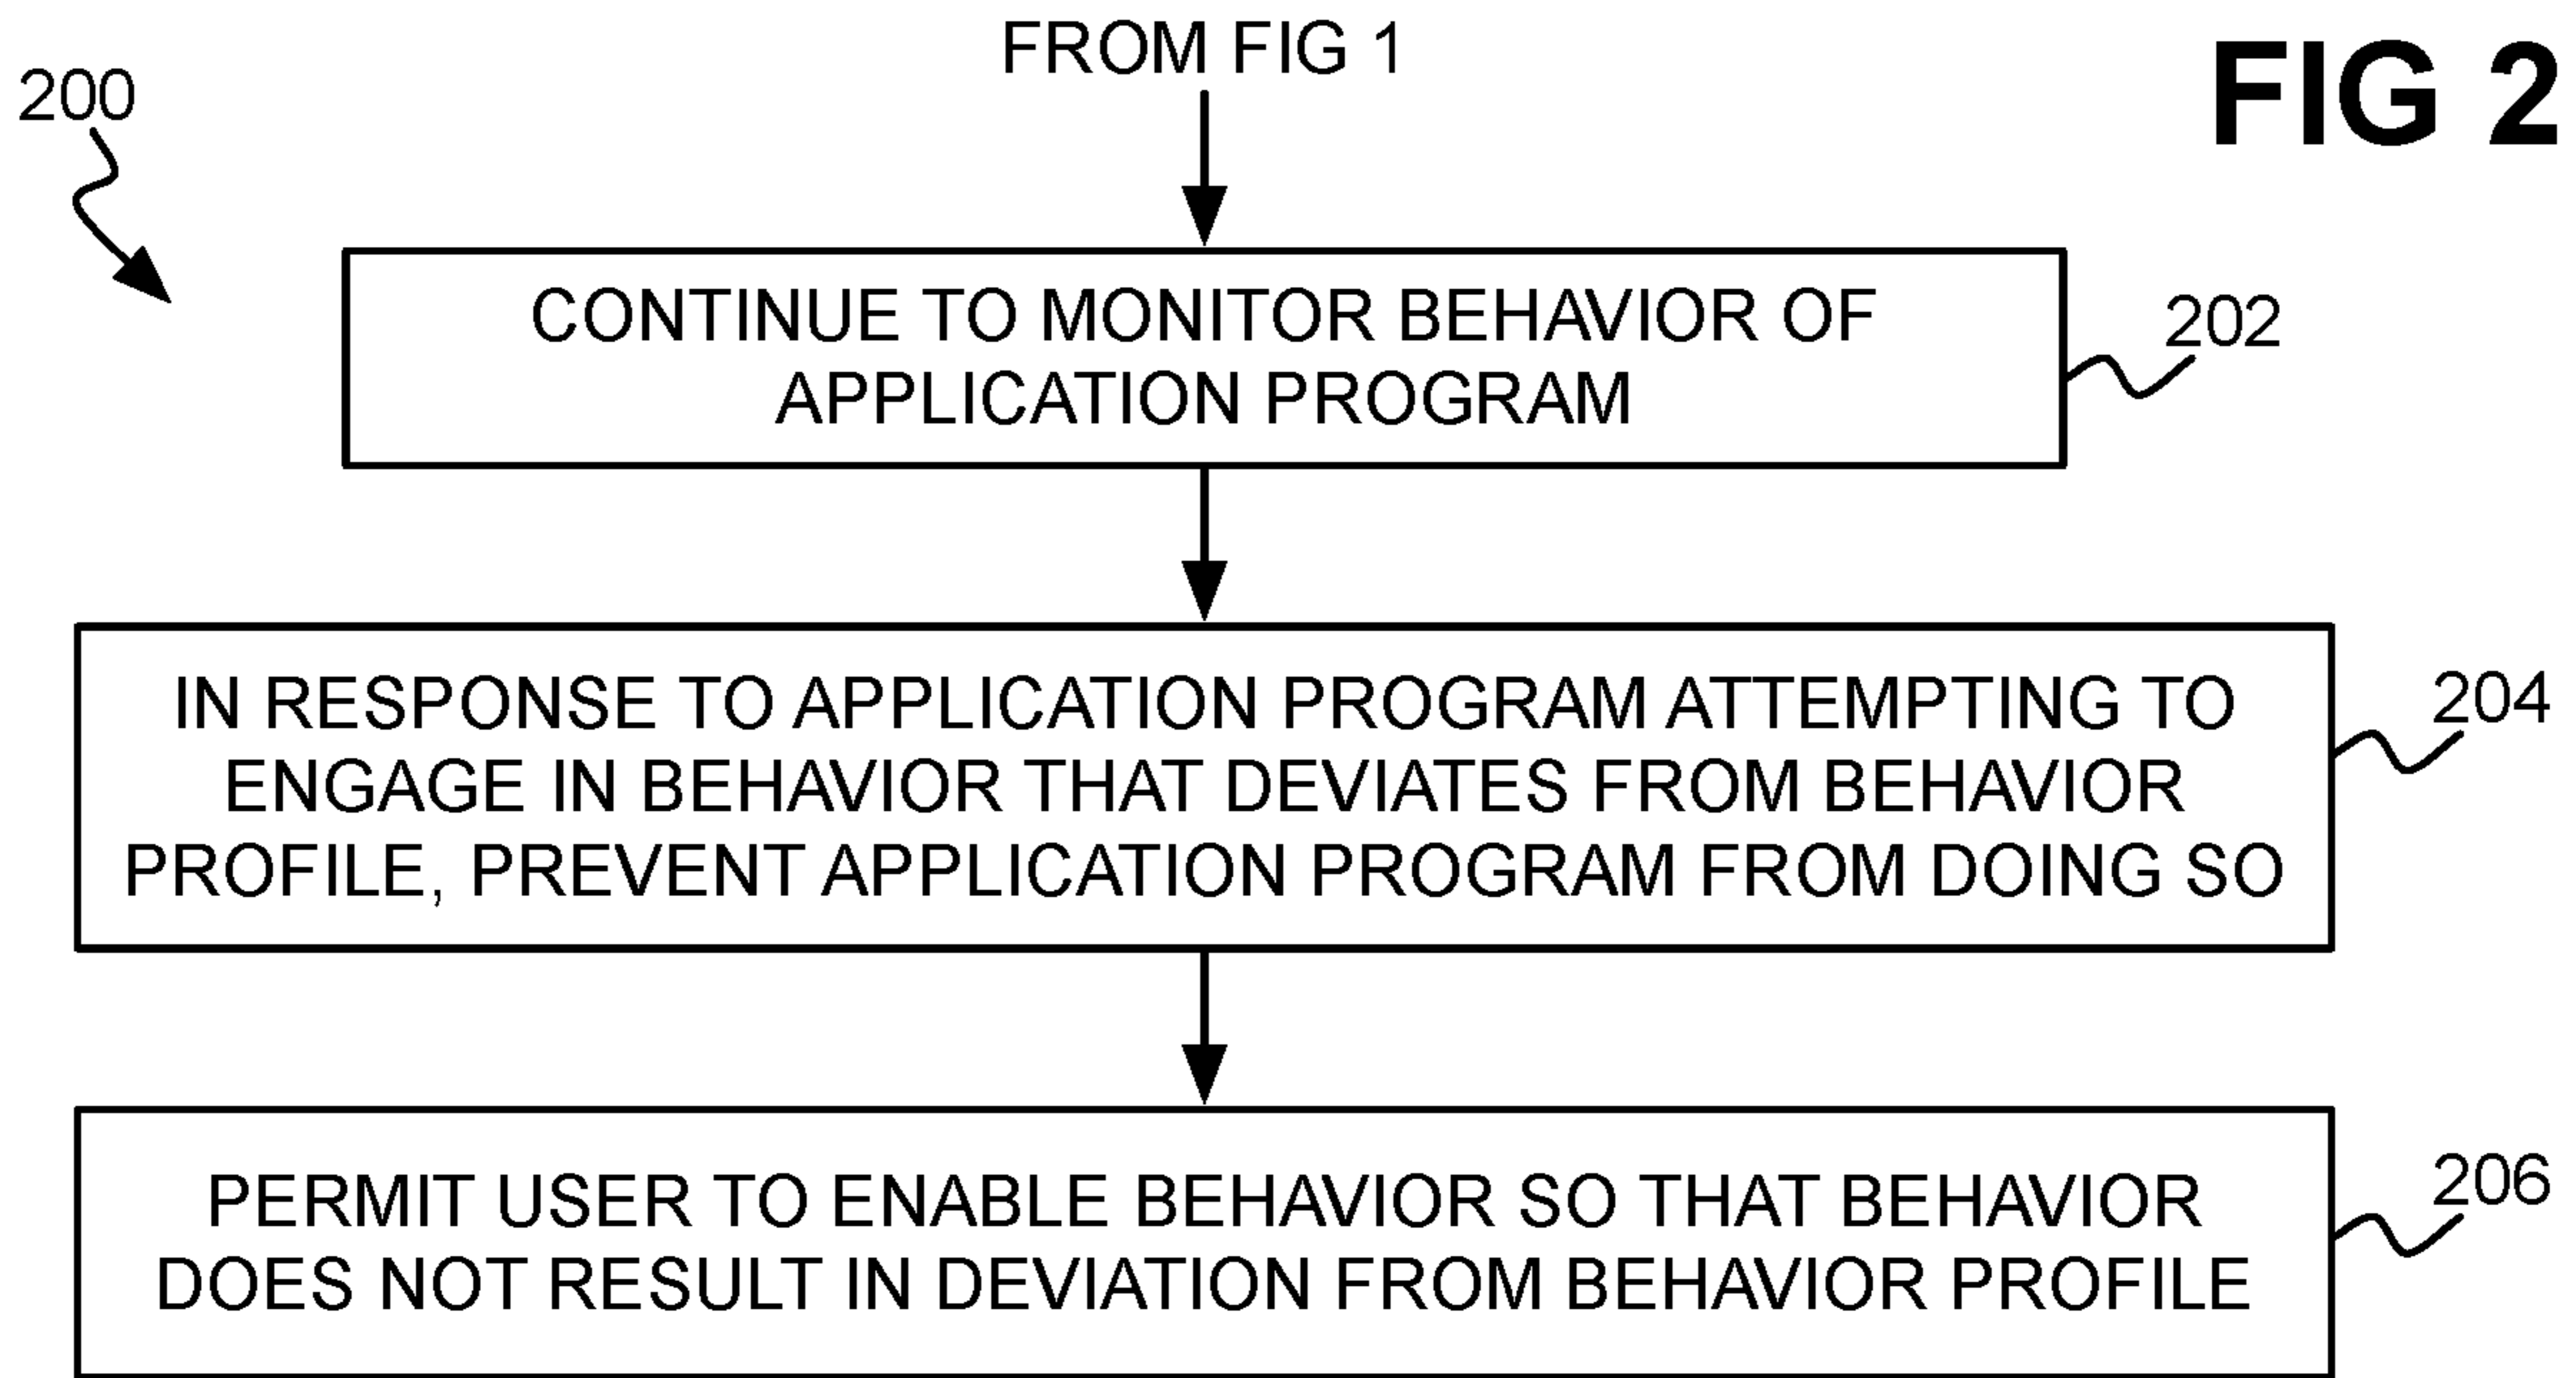 FROM FIG 1
FIG 2
200
CONTINUE TO MONITOR BEHAVIOR OF
APPLICATION PROGRAM
202
IN RESPONSE TO APPLICATION PROGRAM ATTEMPTING TO
ENGAGE IN BEHAVIOR THAT DEVIATES FROM BEHAVIOR
PROFILE, PREVENT APPLICATION PROGRAM FROM DOING SO
204
PERMIT USER TO ENABLE BEHAVIOR SO THAT BEHAVIOR
DOES NOT RESULT IN DEVIATION FROM BEHAVIOR PROFILE
206